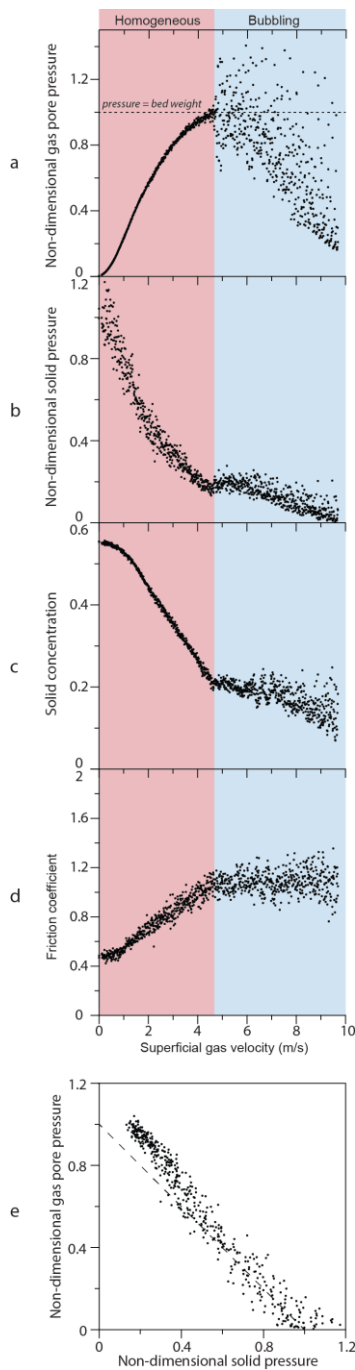 Homogeneous Bubbling
a
Non-dimensional gas pore pressure
1.2
0.8
0.4
0
pressure = bed weight
b
Non-dimensional solid pressure
1.2
0.8
0.4
0
c
Solid concentration
0.6
0.4
0.2
0
d
Friction coefficient
2
1.6
1.2
0.8
0.4
0
0 2 4 6 8 10
Superficial gas velocity (m/s)
e
Non-dimensional gas pore pressure
1.2
0.8
0.4
0
0 0.4 0.8 1.2
Non-dimensional solid pressure